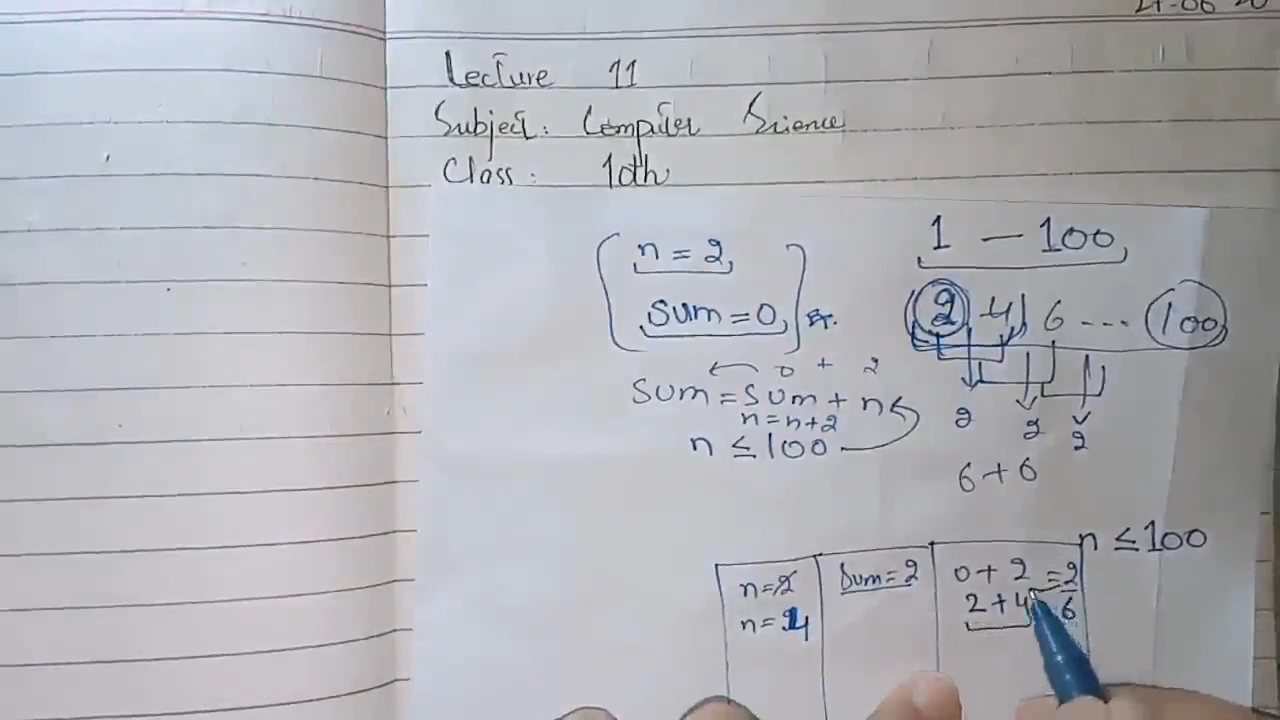 Lecture 11
Subject: Computer Science
Class: 10th
1 — 100
n = 2
sum = 0
2 4 6 ... 100
0 + 2
sum = sum + n
n = n+2
n ≤ 100
2 2 2
6 + 6
n ≤ 100
n = 2 Sum = 2 0 + 2 = 2
n = 4 2 + 4 6